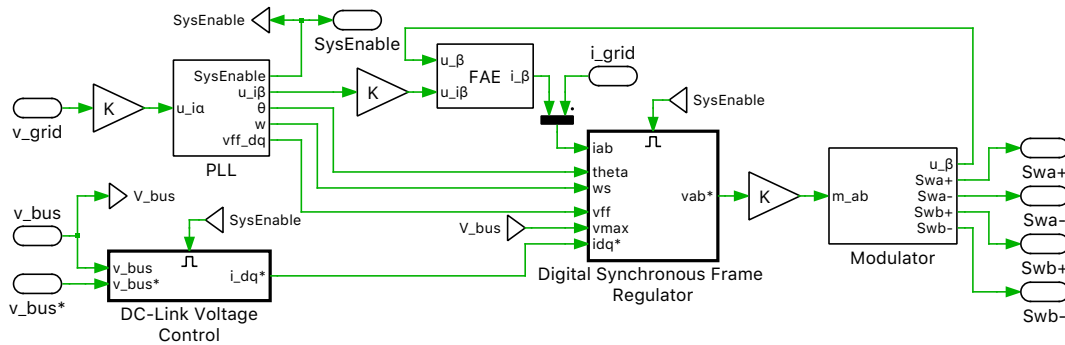 SysEnable
SysEnable
v_grid
K
u_iα
SysEnable
u_iβ
θ
w
vff_dq
PLL
K
u_β
u_iβ
FAE
i_β
i_grid
SysEnable
iab
theta
ws
vff
vmax
idq*
vab*
Digital Synchronous Frame
Regulator
K
m_ab
u_β
Swa+
Swa-
Swb+
Swb-
Modulator
Swa+
Swa-
Swb+
Swb-
V_bus
v_bus
SysEnable
V_bus
v_bus*
v_bus
v_bus*
i_dq*
DC-Link Voltage
Control